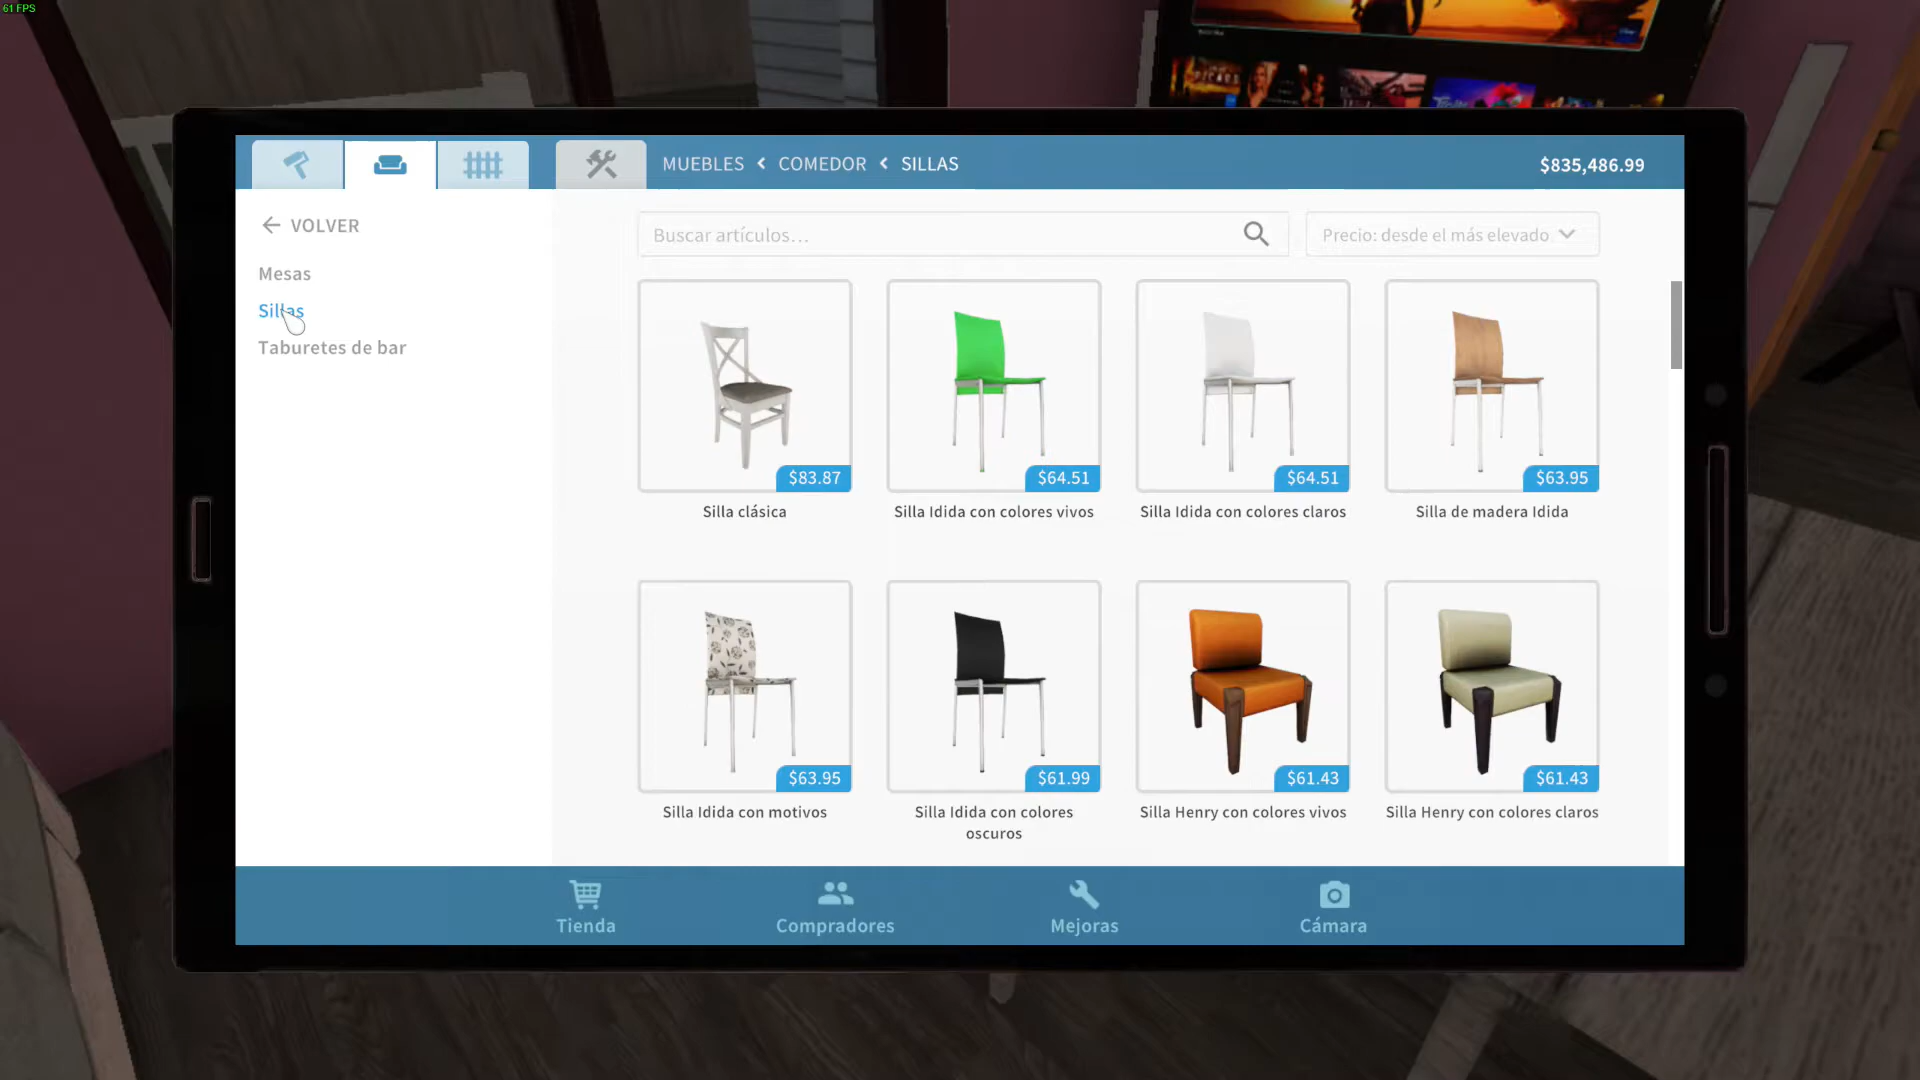 61 FPS
MUEBLES < COMEDOR < SILLAS
$835,486.99
VOLVER
Buscar artículos...
Precio: desde el más elevado
Mesas
Sillas
Taburetes de bar
$83.87
$64.51
$64.51
$63.95
Silla clásica
Silla Idida con colores vivos
Silla Idida con colores claros
Silla de madera Idida
$63.95
$61.99
$61.43
$61.43
Silla Idida con motivos
Silla Idida con colores
oscuros
Silla Henry con colores vivos
Silla Henry con colores claros
Tienda
Compradores
Mejoras
Cámara